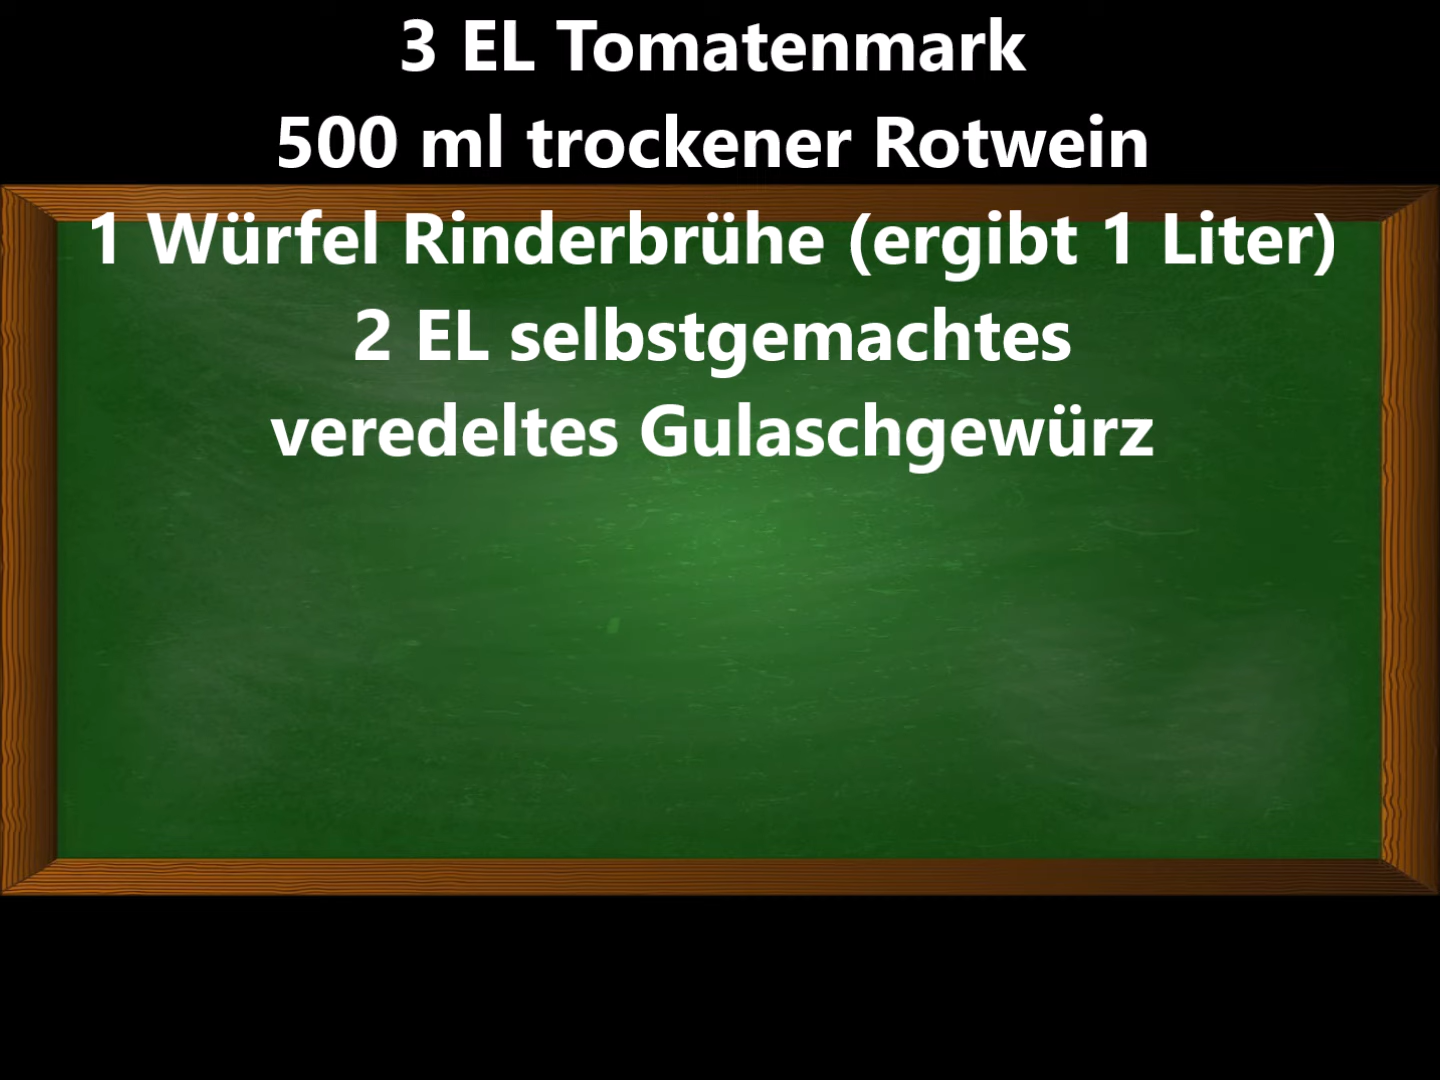 3 EL Tomatenmark
500 ml trockener Rotwein
1 Würfel Rinderbrühe (ergibt 1 Liter)
2 EL selbstgemachtes
veredeltes Gulaschgewürz